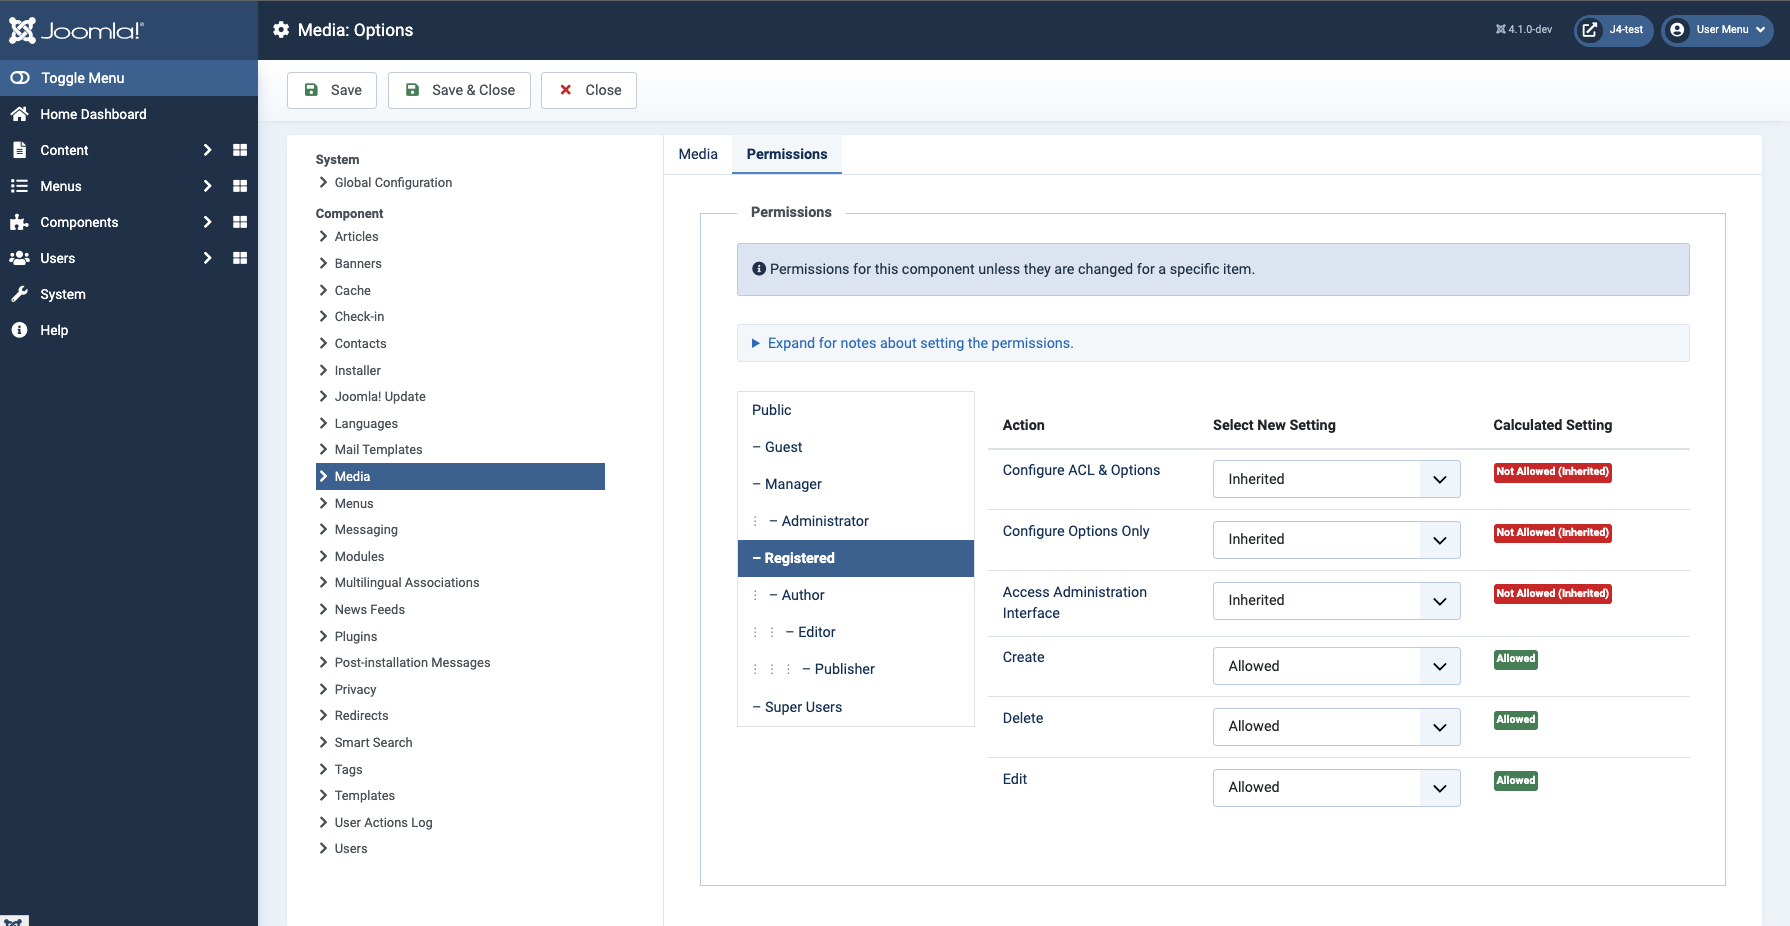 Joomla!®
Media: Options
4.1.0-dev
J4-test
User Menu
Toggle Menu
Home Dashboard
Content
Menus
Components
Users
System
Help
Save
Save & Close
Close
System
Global Configuration
Component
Articles
Banners
Cache
Check-in
Contacts
Installer
Joomla! Update
Languages
Mail Templates
Media
Menus
Messaging
Modules
Multilingual Associations
News Feeds
Plugins
Post-installation Messages
Privacy
Redirects
Smart Search
Tags
Templates
User Actions Log
Users
Media
Permissions
Permissions
Permissions for this component unless they are changed for a specific item.
Expand for notes about setting the permissions.
Public
– Guest
– Manager
⋮ – Administrator
– Registered
⋮ – Author
⋮ ⋮ – Editor
⋮ ⋮ ⋮ – Publisher
– Super Users
Action Select New Setting Calculated Setting
Configure ACL & Options Inherited Not Allowed (Inherited)
Configure Options Only Inherited Not Allowed (Inherited)
Access Administration
Interface Inherited Not Allowed (Inherited)
Create Allowed Allowed
Delete Allowed Allowed
Edit Allowed Allowed